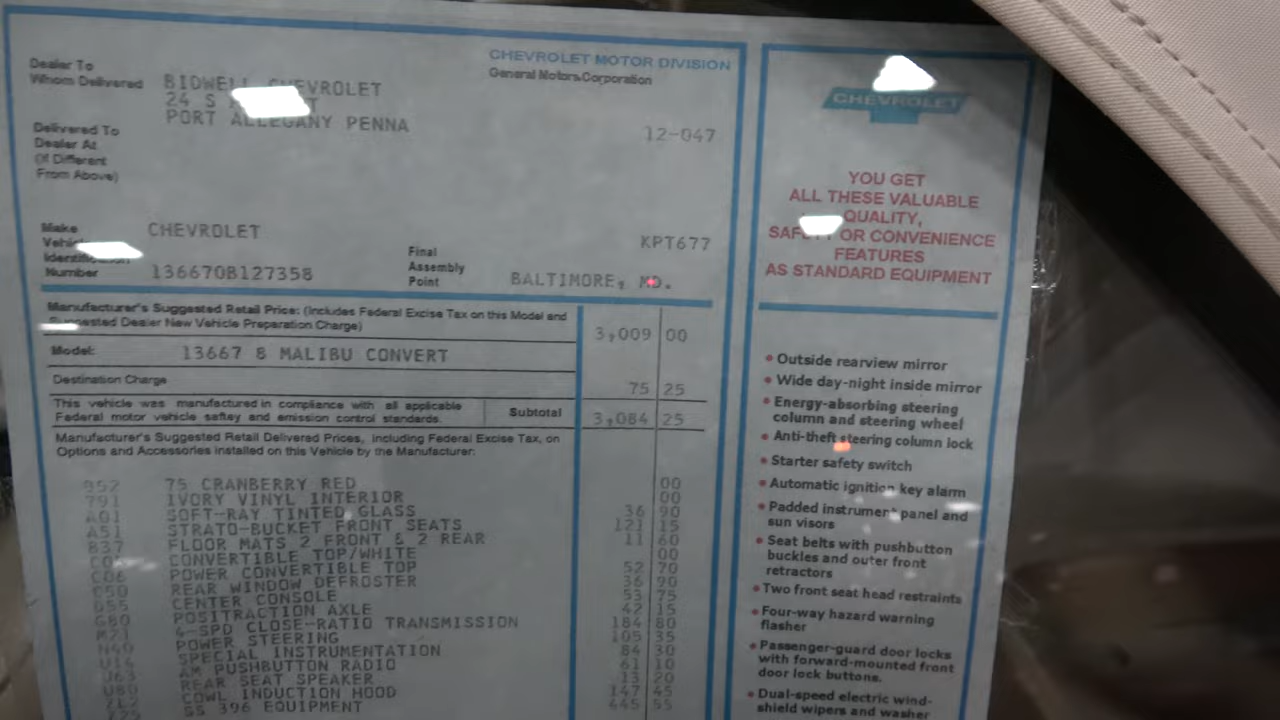 Dealer To
Whom Delivered
BIDWELL CHEVROLET
24 S
PORT ALLEGANY PENNA
CHEVROLET MOTOR DIVISION
General Motors Corporation
12-047
Delivered To
Dealer At
(If Different
From Above)
Make
CHEVROLET
KPT677
Vehicle
Identification
Number
136670B127358
Final
Assembly
Point
BALTIMORE, MD.
Manufacturer's Suggested Retail Price: (Includes Federal Excise Tax on this Model and
Suggested Dealer New Vehicle Preparation Charge)
3,009 00
Model: 13667 8 MALIBU CONVERT
Destination Charge 75 25
This vehicle was manufactured in compliance with all applicable
Federal motor vehicle saftey and emission control standards.
Subtotal 3,084 25
Manufacturer's Suggested Retail Delivered Prices, Including Federal Excise Tax, on
Options and Accessories Installed on this Vehicle by the Manufacturer:
952 75 CRANBERRY RED 00
791 IVORY VINYL INTERIOR 00
A01 SOFT-RAY TINTED GLASS 36 90
A51 STRATO-BUCKET FRONT SEATS 121 15
B37 FLOOR MATS 2 FRONT & 2 REAR 11 60
CONVERTIBLE TOP/WHITE 00
C06 POWER CONVERTIBLE TOP 52 70
C50 REAR WINDOW DEFROSTER 36 90
D55 CENTER CONSOLE 53 75
G80 POSITRACTION AXLE 42 15
M21 4-SPD CLOSE-RATIO TRANSMISSION 184 80
N40 POWER STEERING 105 35
U14 SPECIAL INSTRUMENTATION 84 30
U63 AM PUSHBUTTON RADIO 61 10
U80 REAR SEAT SPEAKER 13 20
ZL2 COWL INDUCTION HOOD 147 45
Z25 SS 396 EQUIPMENT 445 55
CHEVROLET
YOU GET
ALL THESE VALUABLE
QUALITY,
SAFETY OR CONVENIENCE
FEATURES
AS STANDARD EQUIPMENT
• Outside rearview mirror
• Wide day-night inside mirror
• Energy-absorbing steering
column and steering wheel
• Anti-theft steering column lock
• Starter safety switch
• Automatic ignition key alarm
• Padded instrument panel and
sun visors
• Seat belts with pushbutton
buckles and outer front
retractors
• Two front seat head restraints
• Four-way hazard warning
flasher
• Passenger-guard door locks
with forward-mounted front
door lock buttons.
• Dual-speed electric wind-
shield wipers and washer